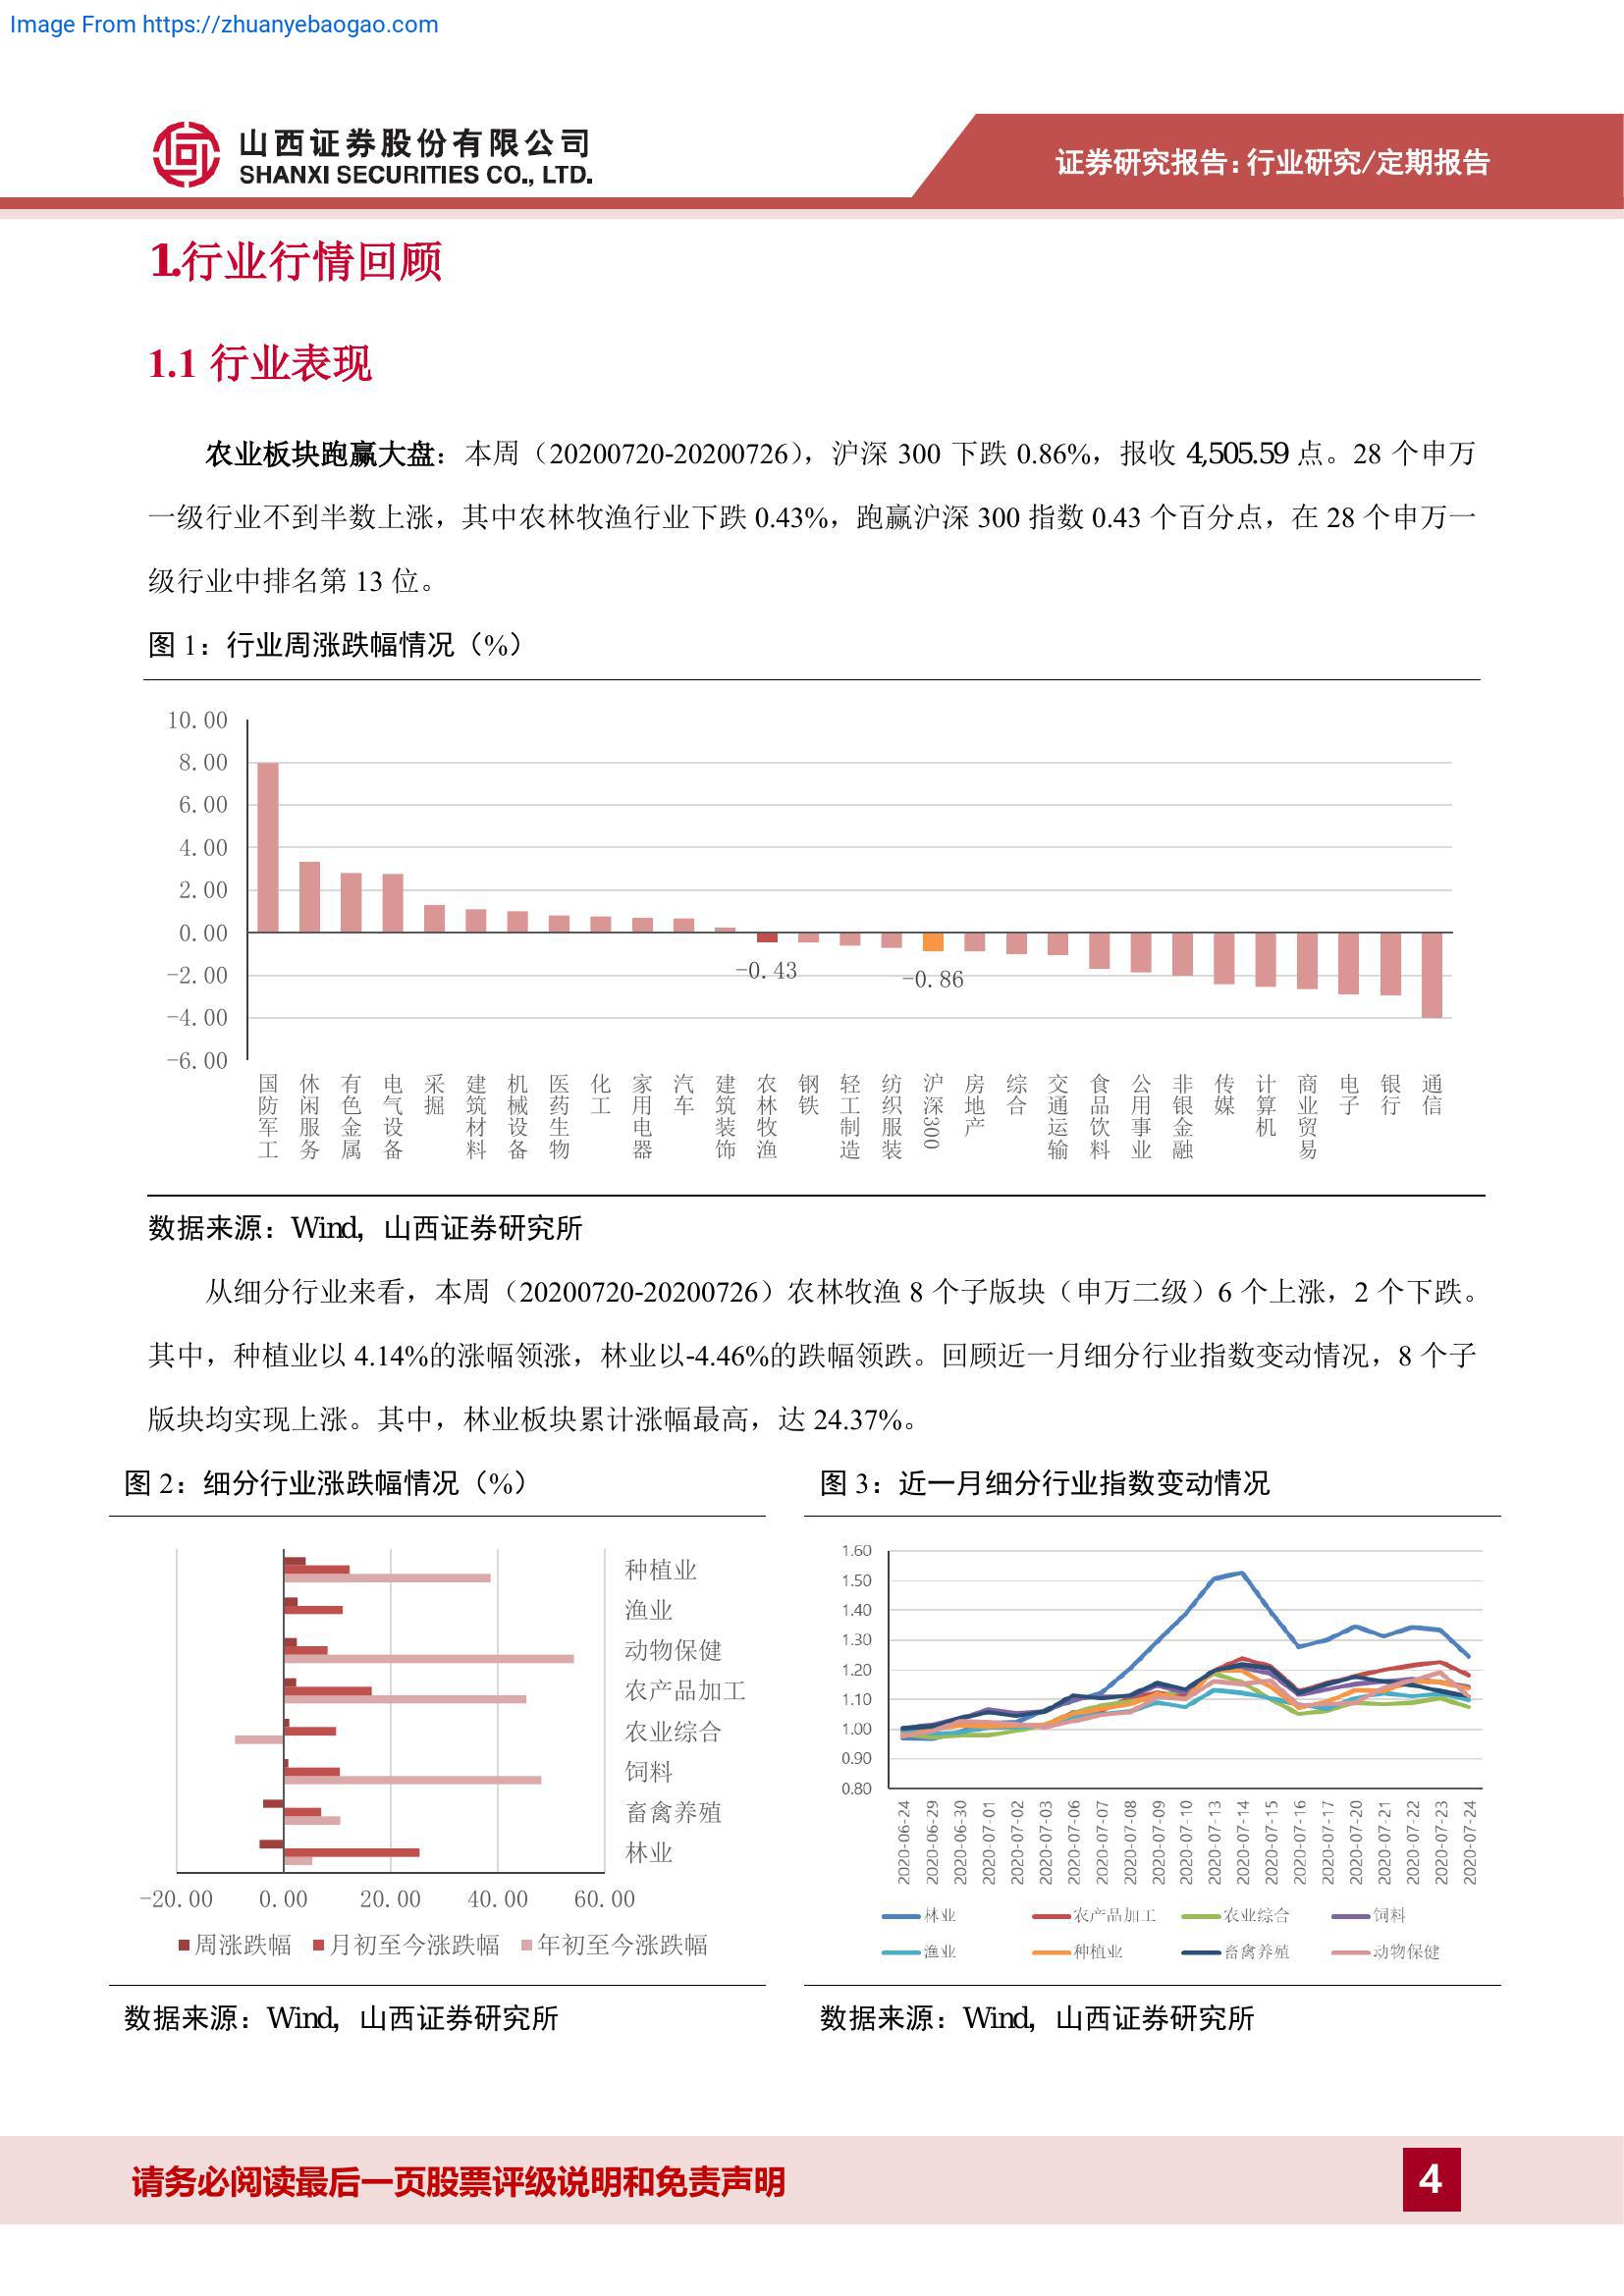 Image From https://zhuanyebaogao.com
山西证券股份有限公司
SHANXI SECURITIES CO., LTD.
证券研究报告：行业研究/定期报告
1.行业行情回顾
1.1 行业表现
农业板块跑赢大盘：本周（20200720-20200726），沪深 300 下跌 0.86%，报收 4,505.59 点。28 个申万
一级行业不到半数上涨，其中农林牧渔行业下跌 0.43%，跑赢沪深 300 指数 0.43 个百分点，在 28 个申万一
级行业中排名第 13 位。
图 1：行业周涨跌幅情况（%）
10.00
8.00
6.00
4.00
2.00
0.00
-2.00
-4.00
-6.00
-0.43
-0.86
国防军工
休闲服务
有色金属
电气设备
采掘
建筑材料
机械设备
医药生物
化工
家用电器
汽车
建筑装饰
农林牧渔
钢铁
轻工制造
纺织服装
沪深300
房地产
综合
交通运输
食品饮料
公用事业
非银金融
传媒
计算机
商业贸易
电子
银行
通信
数据来源：Wind，山西证券研究所
从细分行业来看，本周（20200720-20200726）农林牧渔 8 个子版块（申万二级）6 个上涨，2 个下跌。
其中，种植业以 4.14%的涨幅领涨，林业以-4.46%的跌幅领跌。回顾近一月细分行业指数变动情况，8 个子
版块均实现上涨。其中，林业板块累计涨幅最高，达 24.37%。
图 2：细分行业涨跌幅情况（%）
种植业
渔业
动物保健
农产品加工
农业综合
饲料
畜禽养殖
林业
-20.00 0.00 20.00 40.00 60.00
周涨跌幅 月初至今涨跌幅 年初至今涨跌幅
数据来源：Wind，山西证券研究所
图 3：近一月细分行业指数变动情况
1.60
1.50
1.40
1.30
1.20
1.10
1.00
0.90
0.80
2020-06-24
2020-06-29
2020-06-30
2020-07-01
2020-07-02
2020-07-03
2020-07-06
2020-07-07
2020-07-08
2020-07-09
2020-07-10
2020-07-13
2020-07-14
2020-07-15
2020-07-16
2020-07-17
2020-07-20
2020-07-21
2020-07-22
2020-07-23
2020-07-24
林业 农产品加工 农业综合 饲料
渔业 种植业 畜禽养殖 动物保健
数据来源：Wind，山西证券研究所
请务必阅读最后一页股票评级说明和免责声明
4